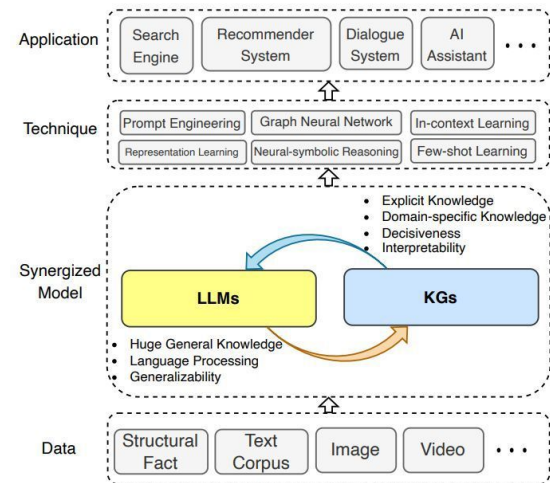 Application
Search
Engine
Recommender
System
Dialogue
System
AI
Assistant
Technique
Prompt Engineering
Graph Neural Network
In-context Learning
Representation Learning
Neural-symbolic Reasoning
Few-shot Learning
Synergized
Model
Explicit Knowledge
Domain-specific Knowledge
Decisiveness
Interpretability
LLMs
KGs
Huge General Knowledge
Language Processing
Generalizability
Data
Structural
Fact
Text
Corpus
Image
Video